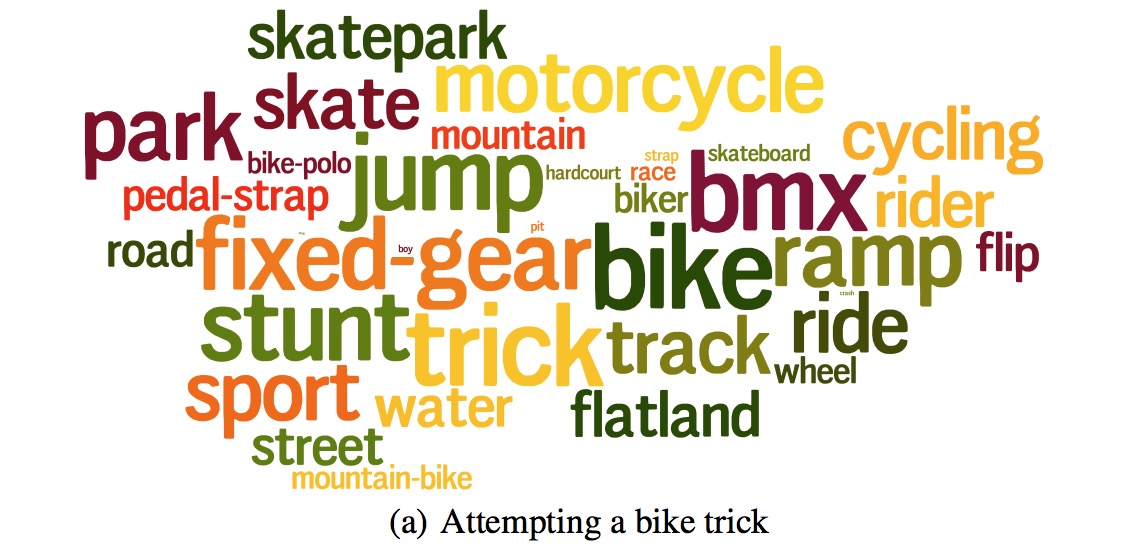 skatepark
motorcycle
park
skate
mountain
cycling
bike-polo
jump
hardcourt
strap
race
skateboard
pedal-strap
biker
bmx
rider
road
fixed-gear
boy
pit
bike
ramp
flip
stunt
trick
track
crash
ride
wheel
sport
water
flatland
street
mountain-bike
(a) Attempting a bike trick